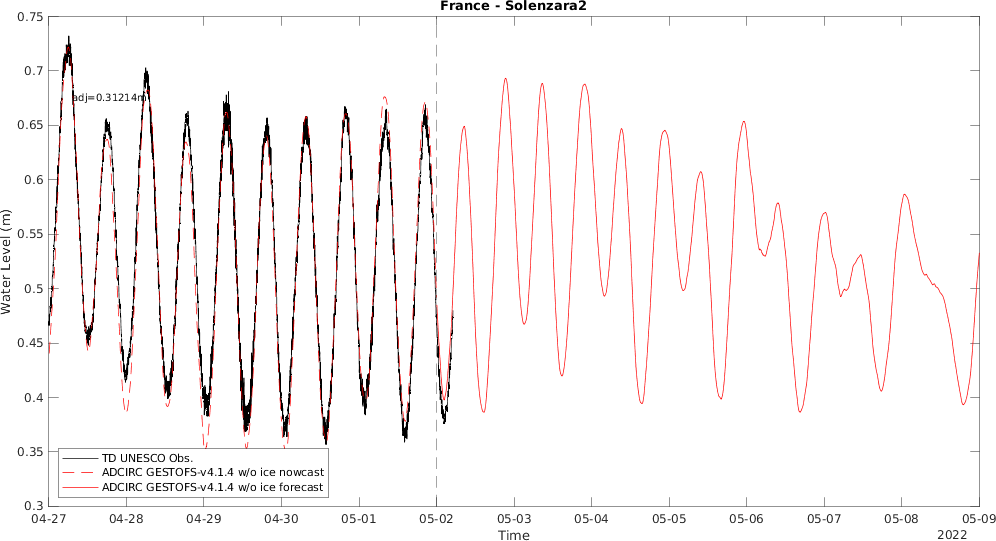 France - Solenzara2
0.75
0.7
0.65
0.6
0.55
0.5
0.45
0.4
0.35
0.3
Water Level (m)
adj=0.31214m
TD UNESCO Obs.
ADCIRC GESTOFS-v4.1.4 w/o ice nowcast
ADCIRC GESTOFS-v4.1.4 w/o ice forecast
04-27 04-28 04-29 04-30 05-01 05-02 05-03 05-04 05-05 05-06 05-07 05-08 05-09
Time
2022